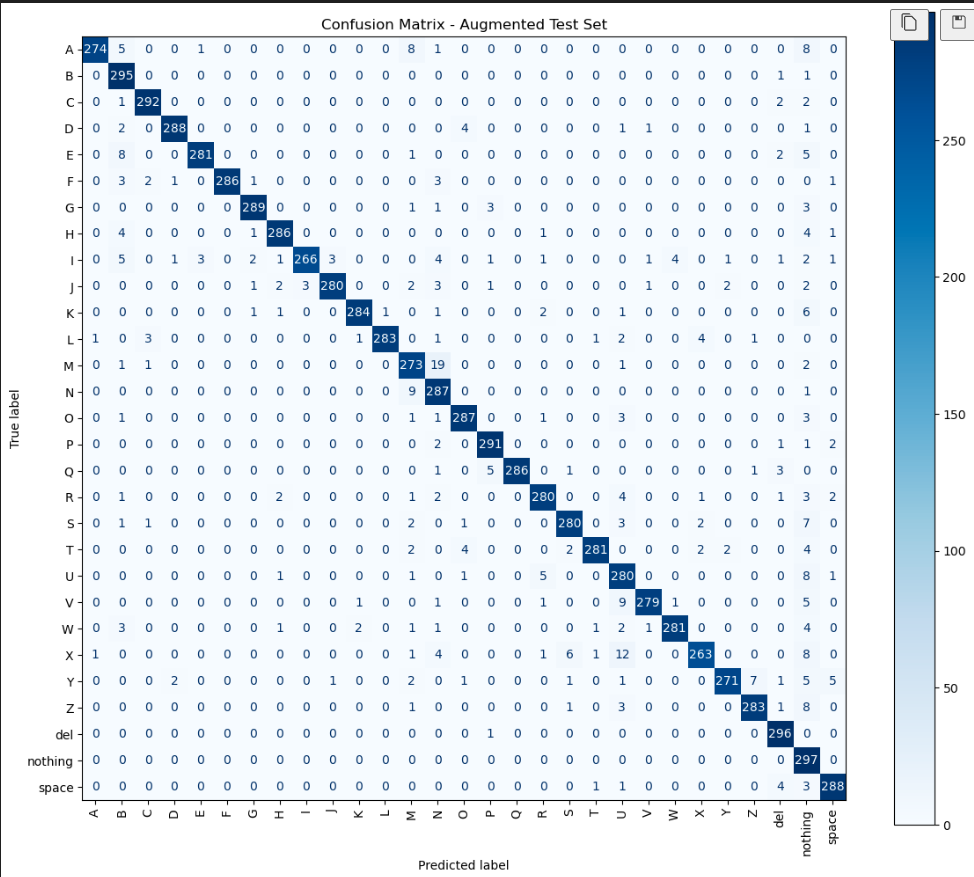 Confusion Matrix - Augmented Test Set
A 274 5 0 0 1 0 0 0 0 0 0 0 8 1 0 0 0 0 0 0 0 0 0 0 0 0 0 8 0
B 0 295 0 0 0 0 0 0 0 0 0 0 0 0 0 0 0 0 0 0 0 0 0 0 0 0 1 1 0
C 0 1 292 0 0 0 0 0 0 0 0 0 0 0 0 0 0 0 0 0 0 0 0 0 0 0 2 2 0
D 0 2 0 288 0 0 0 0 0 0 0 0 0 0 4 0 0 0 0 0 1 1 0 0 0 0 0 1 0
E 0 8 0 0 281 0 0 0 0 0 0 0 1 0 0 0 0 0 0 0 0 0 0 0 0 0 2 5 0
F 0 3 2 1 0 286 1 0 0 0 0 0 0 3 0 0 0 0 0 0 0 0 0 0 0 0 0 0 1
G 0 0 0 0 0 0 289 0 0 0 0 0 1 1 0 3 0 0 0 0 0 0 0 0 0 0 0 3 0
H 0 4 0 0 0 0 1 286 0 0 0 0 0 0 0 0 0 1 0 0 0 0 0 0 0 0 0 4 1
I 0 5 0 1 3 0 2 1 266 3 0 0 0 4 0 1 0 1 0 0 0 1 4 0 1 0 1 2 1
J 0 0 0 0 0 0 1 2 3 280 0 0 2 3 0 1 0 0 0 0 0 1 0 0 2 0 0 2 0
K 0 0 0 0 0 0 1 1 0 0 284 1 0 1 0 0 0 2 0 0 1 0 0 0 0 0 0 6 0
L 1 0 3 0 0 0 0 0 0 0 1 283 0 1 0 0 0 0 0 1 2 0 0 4 0 1 0 0 0
M 0 1 1 0 0 0 0 0 0 0 0 0 273 19 0 0 0 0 0 0 1 0 0 0 0 0 0 2 0
N 0 0 0 0 0 0 0 0 0 0 0 0 9 287 0 0 0 0 0 0 0 0 0 0 0 0 0 1 0
O 0 1 0 0 0 0 0 0 0 0 0 0 1 1 287 0 0 1 0 0 3 0 0 0 0 0 0 3 0
P 0 0 0 0 0 0 0 0 0 0 0 0 0 2 0 291 0 0 0 0 0 0 0 0 0 0 1 1 2
Q 0 0 0 0 0 0 0 0 0 0 0 0 0 1 0 5 286 0 1 0 0 0 0 0 0 1 3 0 0
R 0 1 0 0 0 0 0 2 0 0 0 0 1 2 0 0 0 280 0 0 4 0 0 1 0 0 1 3 2
S 0 1 1 0 0 0 0 0 0 0 0 0 2 0 1 0 0 0 280 0 3 0 0 2 0 0 0 7 0
T 0 0 0 0 0 0 0 0 0 0 0 0 2 0 4 0 0 0 2 281 0 0 0 2 2 0 0 4 0
U 0 0 0 0 0 0 0 1 0 0 0 0 1 0 1 0 0 5 0 0 280 0 0 0 0 0 0 8 1
V 0 0 0 0 0 0 0 0 0 0 1 0 0 1 0 0 0 1 0 0 9 279 1 0 0 0 0 5 0
W 0 3 0 0 0 0 0 1 0 0 2 0 1 1 0 0 0 0 0 1 2 1 281 0 0 0 0 4 0
X 1 0 0 0 0 0 0 0 0 0 0 0 1 4 0 0 0 1 6 1 12 0 0 263 0 0 0 8 0
Y 0 0 0 2 0 0 0 0 0 1 0 0 2 0 1 0 0 0 1 0 1 0 0 0 271 7 1 5 5
Z 0 0 0 0 0 0 0 0 0 0 0 0 1 0 0 0 0 0 1 0 3 0 0 0 0 283 1 8 0
del 0 0 0 0 0 0 0 0 0 0 0 0 0 0 0 1 0 0 0 0 0 0 0 0 0 0 296 0 0
nothing 0 0 0 0 0 0 0 0 0 0 0 0 0 0 0 0 0 0 0 0 0 0 0 0 0 0 0 297 0
space 0 0 0 0 0 0 0 0 0 0 0 0 0 0 0 0 0 0 0 1 1 0 0 0 0 0 4 3 288
A B C D E F G H I J K L M N O P Q R S T U V W X Y Z del nothing space
Predicted label
True label
250
200
150
100
50
0